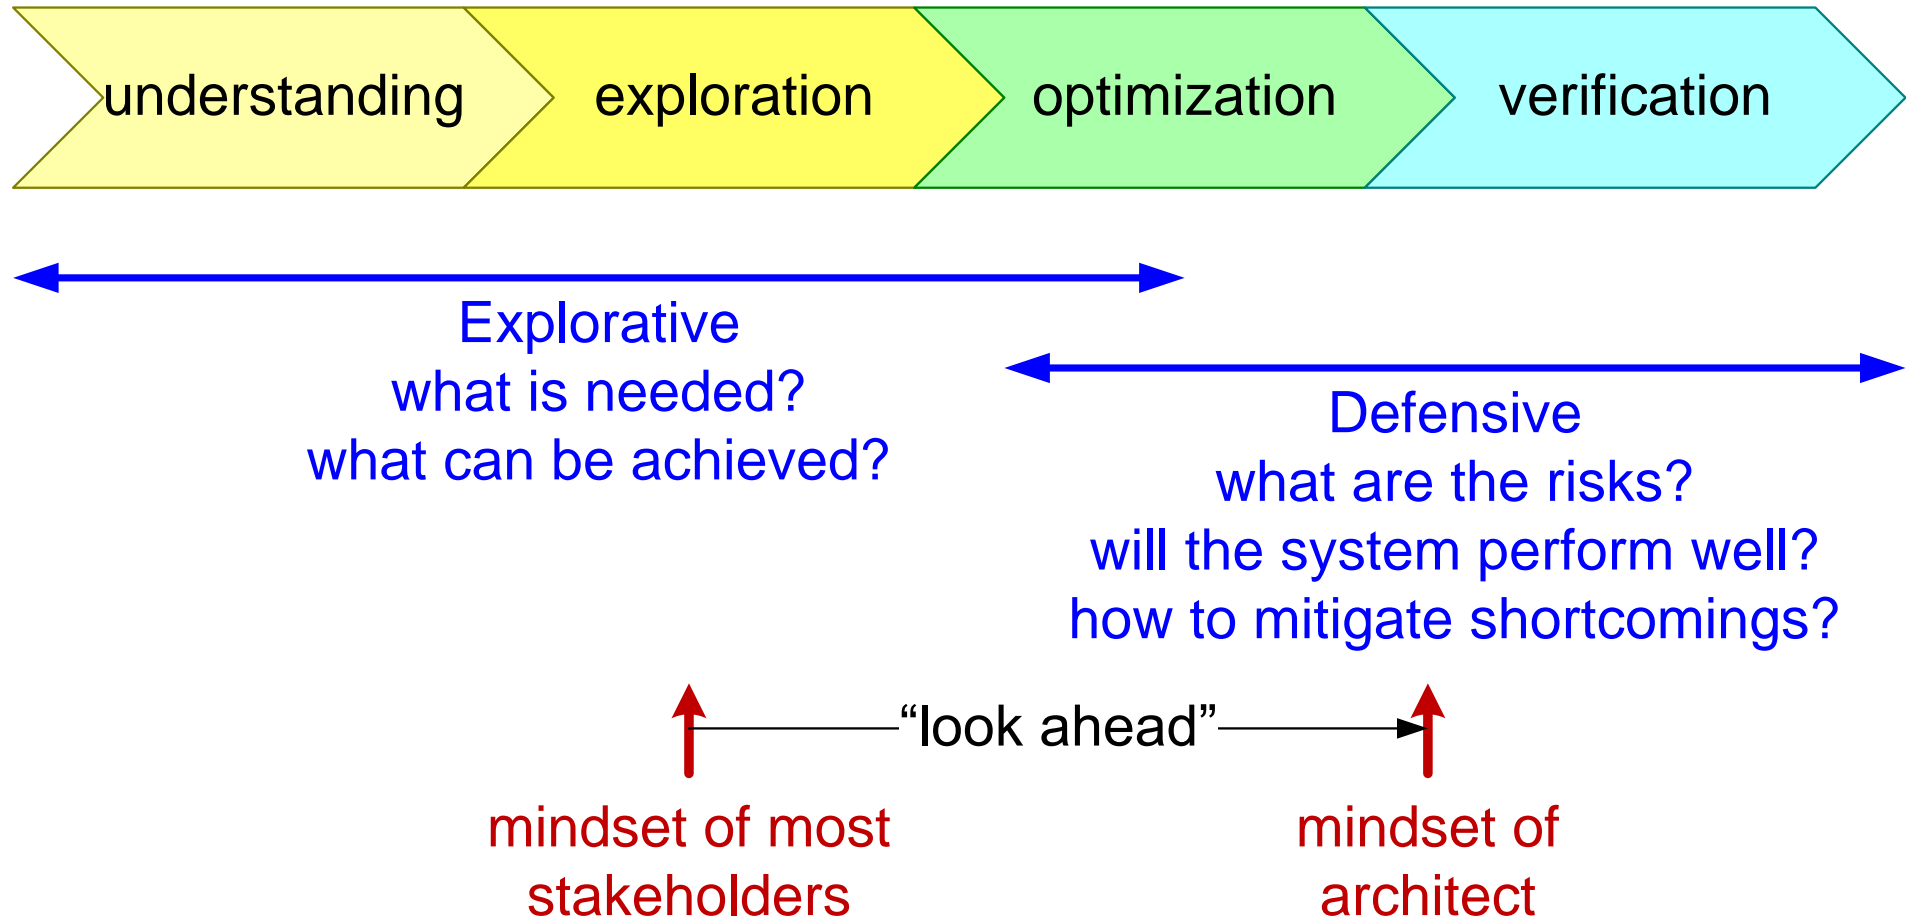 understanding
exploration
optimization
verification
Explorative
what is needed?
what can be achieved?
Defensive
what are the risks?
will the system perform well?
how to mitigate shortcomings?
“look ahead”
mindset of most
stakeholders
mindset of
architect